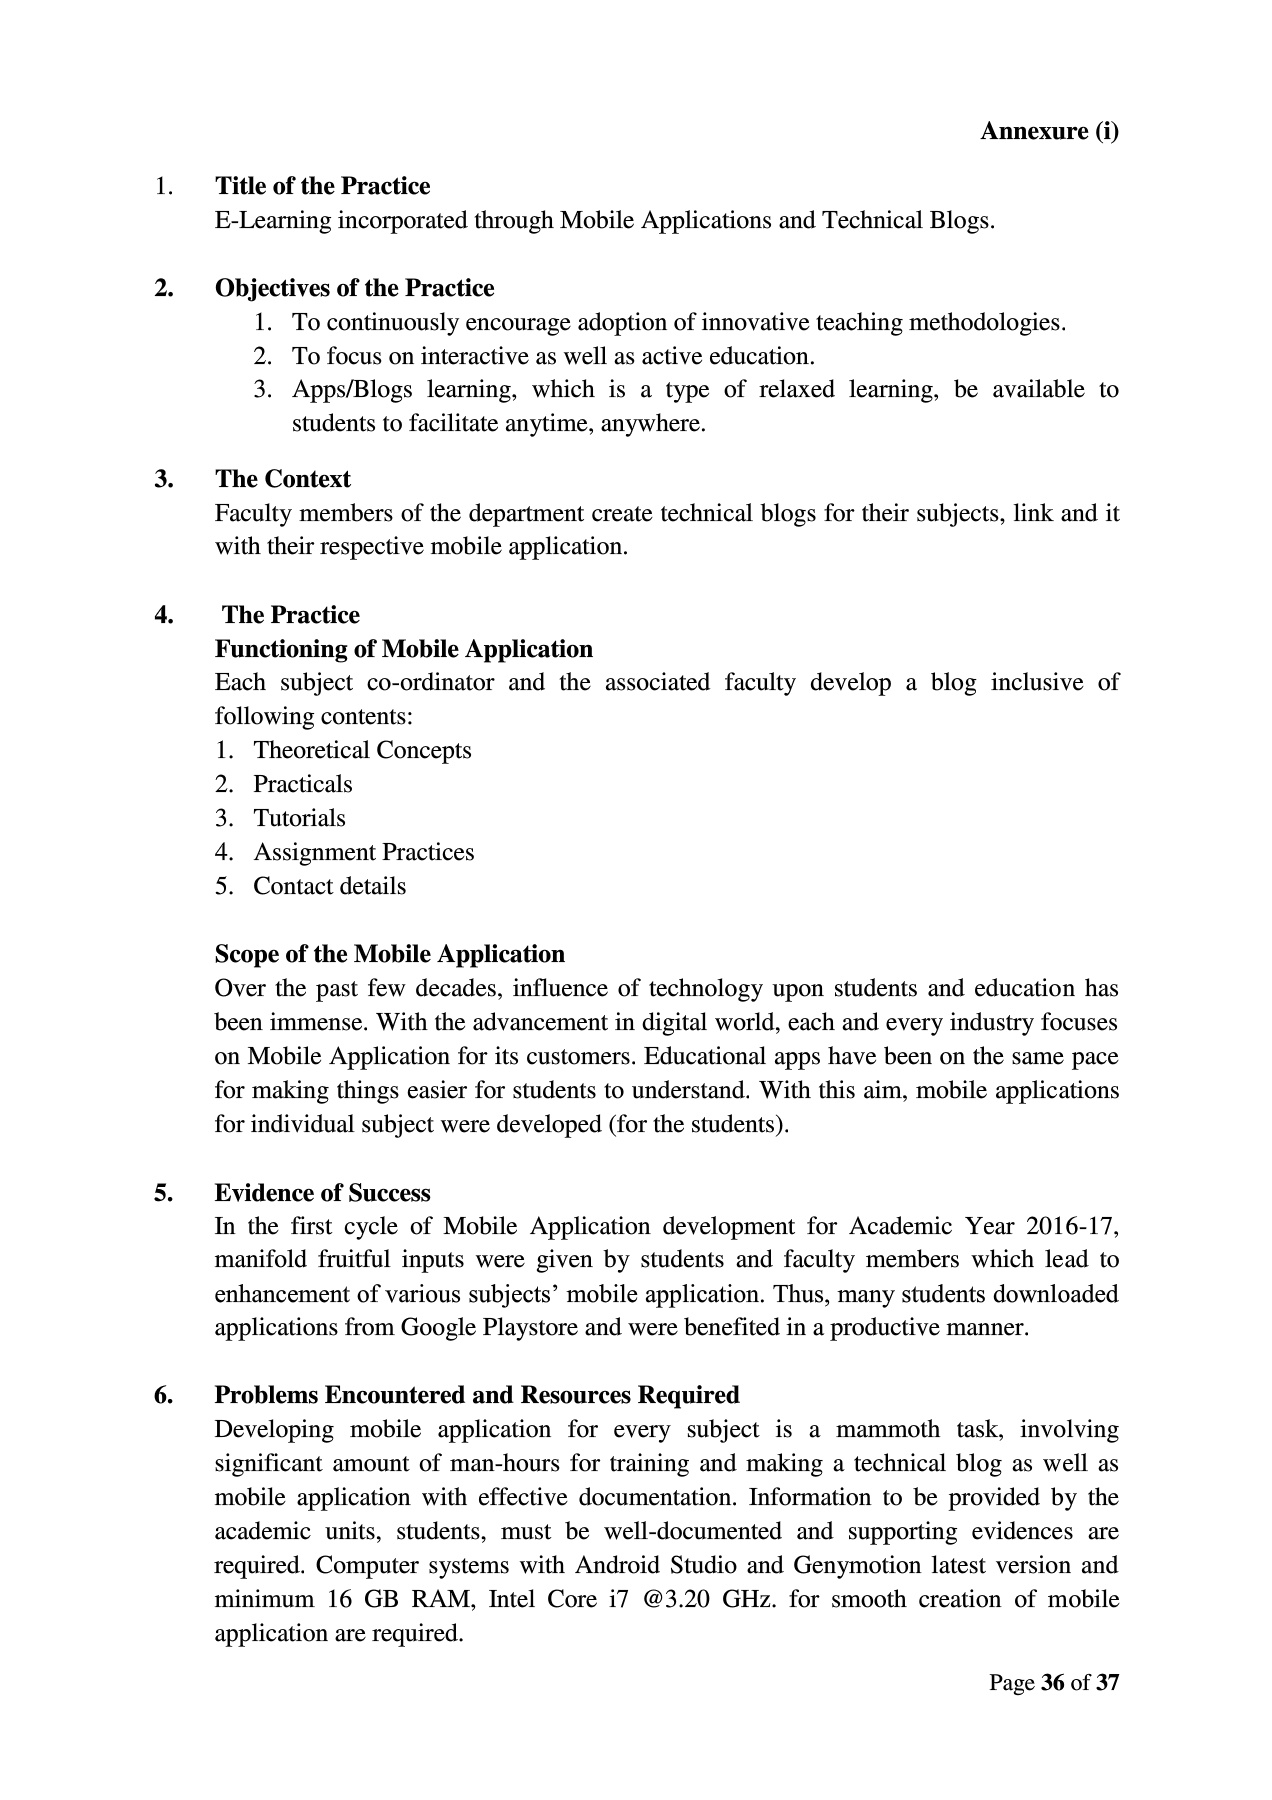 Annexure (i)
1. Title of the Practice
E-Learning incorporated through Mobile Applications and Technical Blogs.
2. Objectives of the Practice
1. To continuously encourage adoption of innovative teaching methodologies.
2. To focus on interactive as well as active education.
3. Apps/Blogs learning, which is a type of relaxed learning, be available to
students to facilitate anytime, anywhere.
3. The Context
Faculty members of the department create technical blogs for their subjects, link and it
with their respective mobile application.
4. The Practice
Functioning of Mobile Application
Each subject co-ordinator and the associated faculty develop a blog inclusive of
following contents:
1. Theoretical Concepts
2. Practicals
3. Tutorials
4. Assignment Practices
5. Contact details
Scope of the Mobile Application
Over the past few decades, influence of technology upon students and education has
been immense. With the advancement in digital world, each and every industry focuses
on Mobile Application for its customers. Educational apps have been on the same pace
for making things easier for students to understand. With this aim, mobile applications
for individual subject were developed (for the students).
5. Evidence of Success
In the first cycle of Mobile Application development for Academic Year 2016-17,
manifold fruitful inputs were given by students and faculty members which lead to
enhancement of various subjects’ mobile application. Thus, many students downloaded
applications from Google Playstore and were benefited in a productive manner.
6. Problems Encountered and Resources Required
Developing mobile application for every subject is a mammoth task, involving
significant amount of man-hours for training and making a technical blog as well as
mobile application with effective documentation. Information to be provided by the
academic units, students, must be well-documented and supporting evidences are
required. Computer systems with Android Studio and Genymotion latest version and
minimum 16 GB RAM, Intel Core i7 @3.20 GHz. for smooth creation of mobile
application are required.
Page 36 of 37